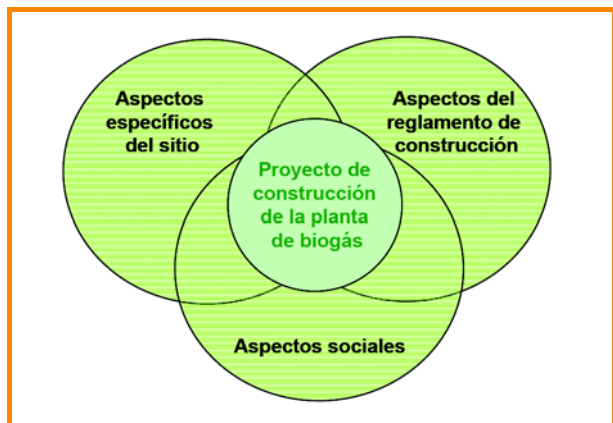 Aspectos
específicos
del sitio
Aspectos del
reglamento de
construcción
Proyecto de
construcción
de la planta
de biogás
Aspectos sociales